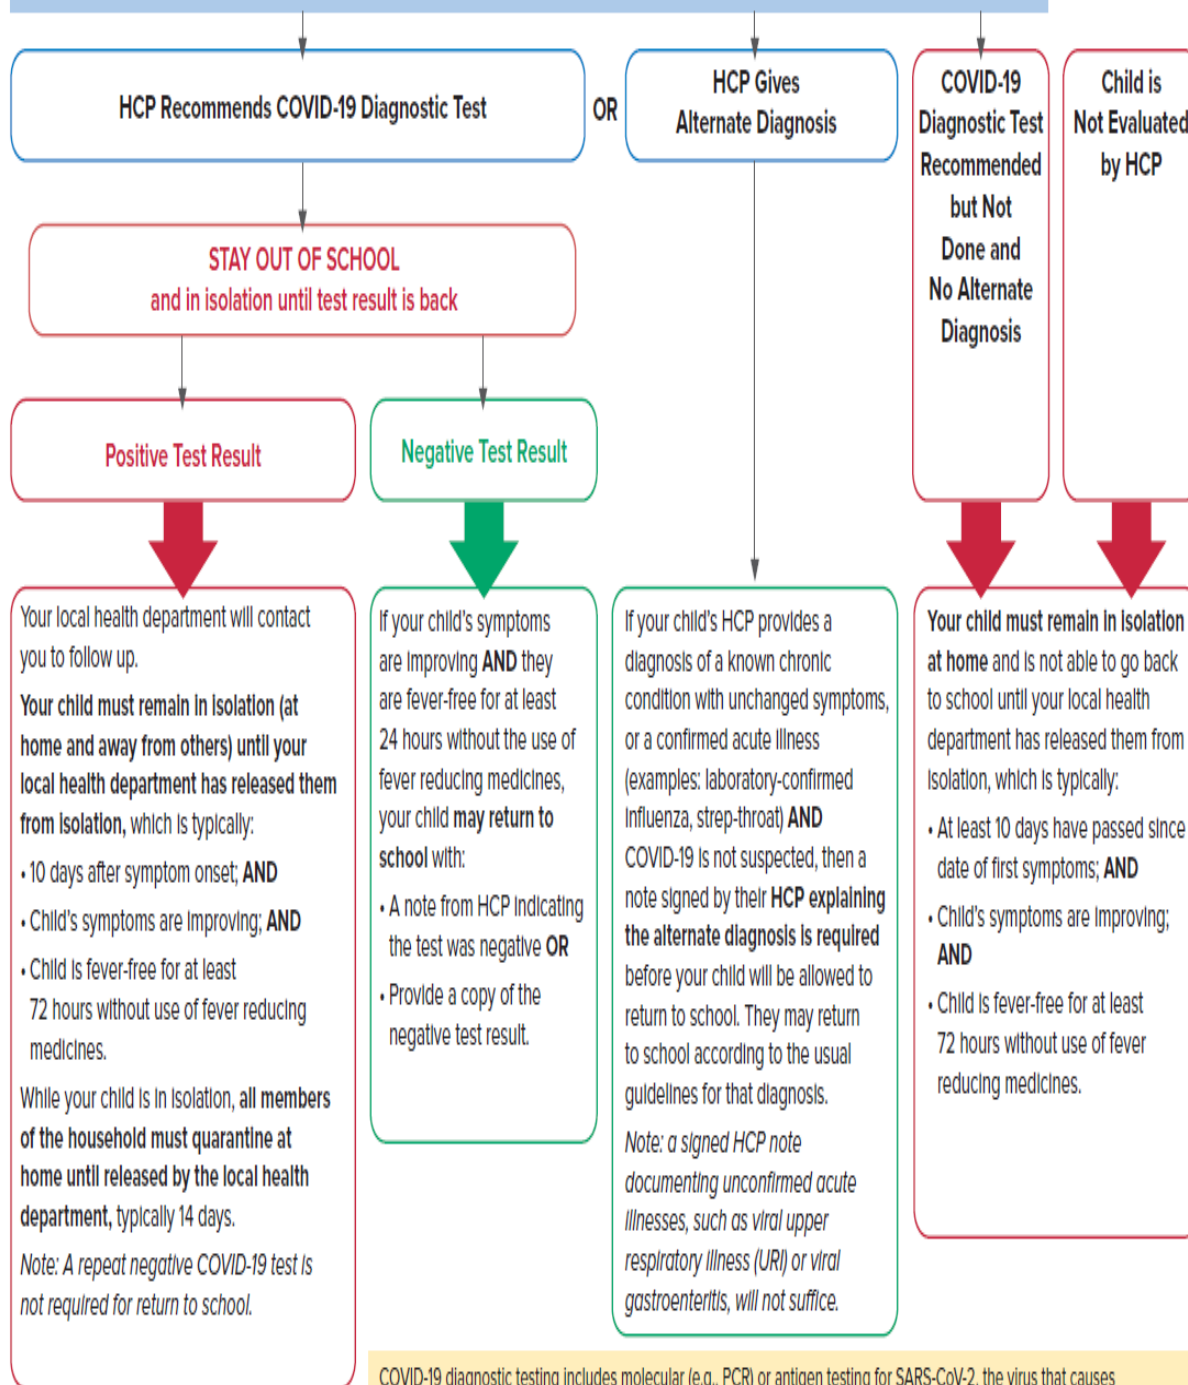 HCP Recommends COVID-19 Diagnostic Test
OR
HCP Gives
Alternate Diagnosis
COVID-19
Diagnostic Test
Recommended
but Not
Done and
No Alternate
Diagnosis
Child is
Not Evaluated
by HCP
STAY OUT OF SCHOOL
and in isolation until test result is back
Positive Test Result
Negative Test Result
Your local health department will contact
you to follow up.
Your child must remain in isolation (at
home and away from others) until your
local health department has released them
from isolation, which is typically:
• 10 days after symptom onset; AND
• Child's symptoms are improving; AND
• Child is fever-free for at least
72 hours without use of fever reducing
medicines.
While your child is in isolation, all members
of the household must quarantine at
home until released by the local health
department, typically 14 days.
Note: A repeat negative COVID-19 test is
not required for return to school.
If your child's symptoms
are improving AND they
are fever-free for at least
24 hours without the use of
fever reducing medicines,
your child may return to
school with:
• A note from HCP indicating
the test was negative OR
• Provide a copy of the
negative test result.
If your child's HCP provides a
diagnosis of a known chronic
condition with unchanged symptoms,
or a confirmed acute illness
(examples: laboratory-confirmed
influenza, strep-throat) AND
COVID-19 is not suspected, then a
note signed by their HCP explaining
the alternate diagnosis is required
before your child will be allowed to
return to school. They may return
to school according to the usual
guidelines for that diagnosis.
Note: a signed HCP note
documenting unconfirmed acute
illnesses, such as viral upper
respiratory illness (URI) or viral
gastroenteritis, will not suffice.
Your child must remain in isolation
at home and is not able to go back
to school until your local health
department has released them from
isolation, which is typically:
• At least 10 days have passed since
date of first symptoms; AND
• Child's symptoms are improving;
AND
• Child is fever-free for at least
72 hours without use of fever
reducing medicines.
COVID-19 diagnostic testing includes molecular (e.g., PCR) or antigen testing for SARS-CoV-2, the virus that causes